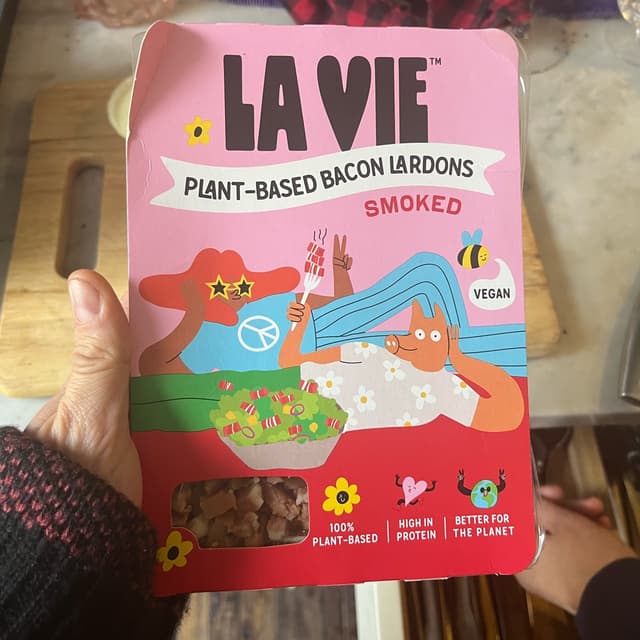 LA VIE™
PLANT-BASED BACON LARDONS
SMOKED
VEGAN
100%
PLANT-BASED
HIGH IN
PROTEIN
BETTER FOR
THE PLANET